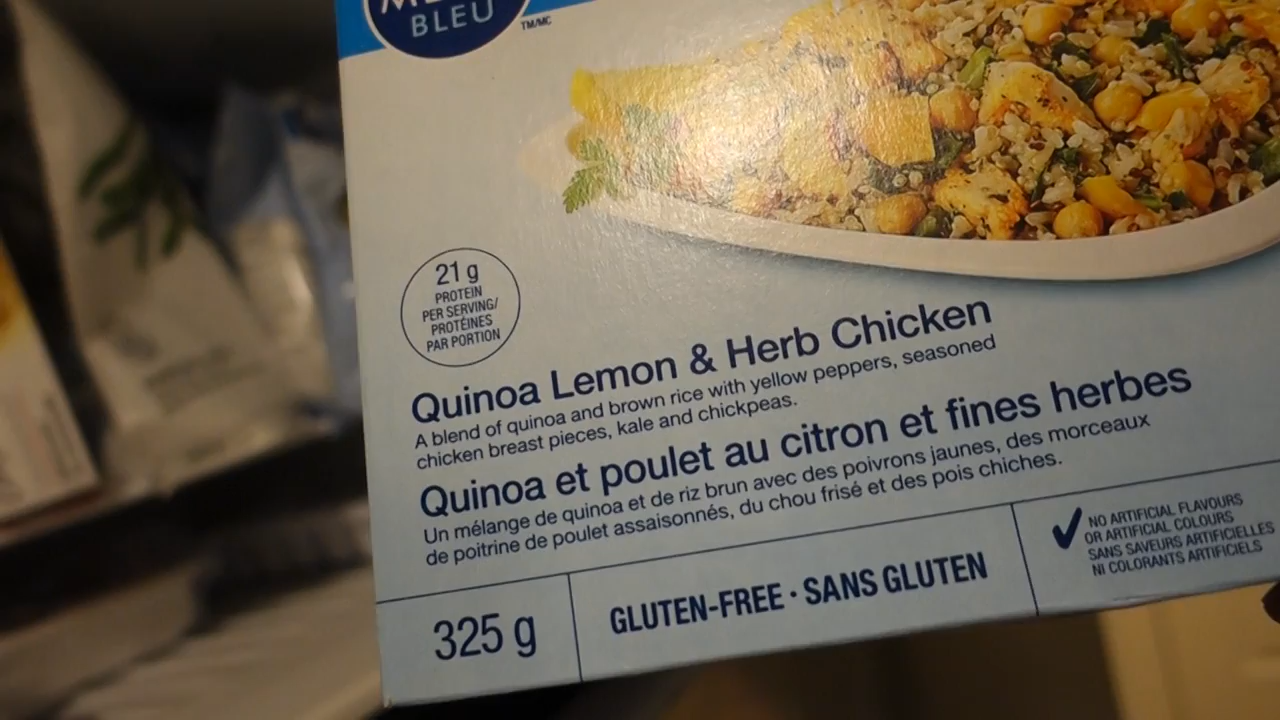 BLEU
TM/MC
21 g
PROTEIN
PER SERVING/
PROTÉINES
PAR PORTION
Quinoa Lemon & Herb Chicken
A blend of quinoa and brown rice with yellow peppers, seasoned
chicken breast pieces, kale and chickpeas.
Quinoa et poulet au citron et fines herbes
Un mélange de quinoa et de riz brun avec des poivrons jaunes, des morceaux
de poitrine de poulet assaisonnés, du chou frisé et des pois chiches.
325 g
GLUTEN-FREE · SANS GLUTEN
NO ARTIFICIAL FLAVOURS
OR ARTIFICIAL COLOURS
SANS SAVEURS ARTIFICIELLES
NI COLORANTS ARTIFICIELS